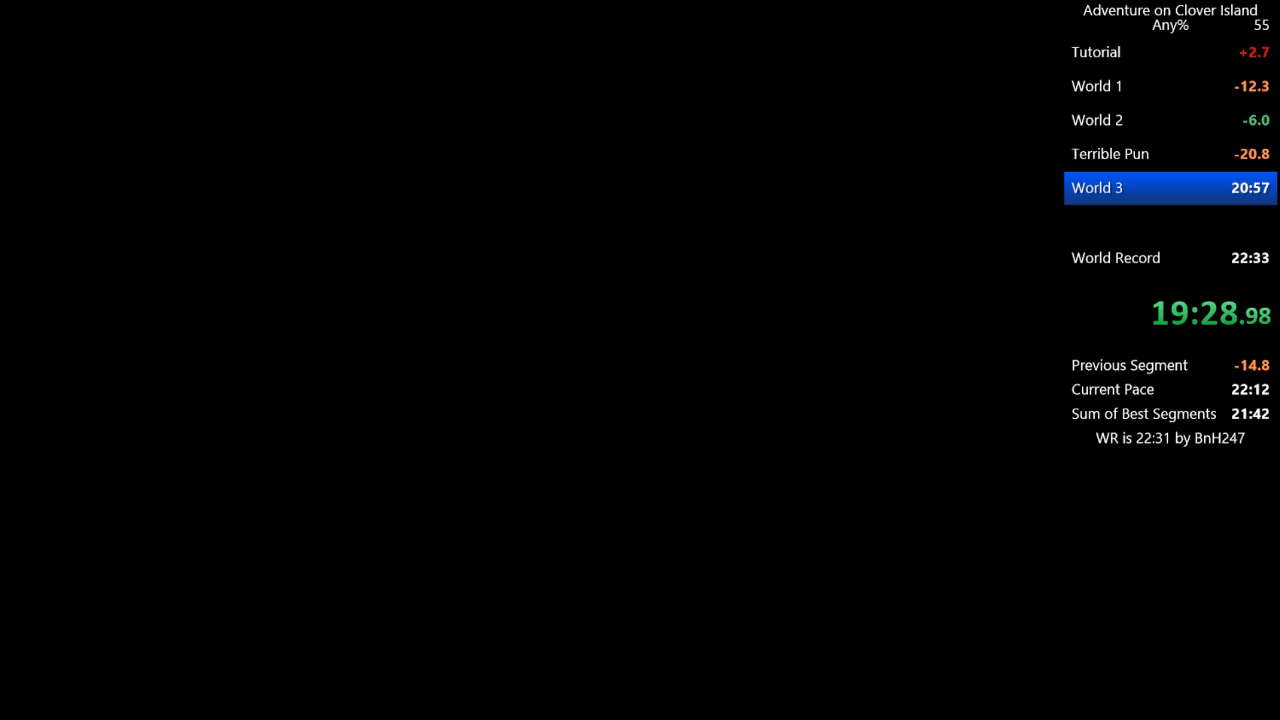 Adventure on Clover Island
Any% 55
Tutorial +2.7
World 1 -12.3
World 2 -6.0
Terrible Pun -20.8
World 3 20:57
World Record 22:33
19:28.98
Previous Segment -14.8
Current Pace 22:12
Sum of Best Segments 21:42
WR is 22:31 by BnH247